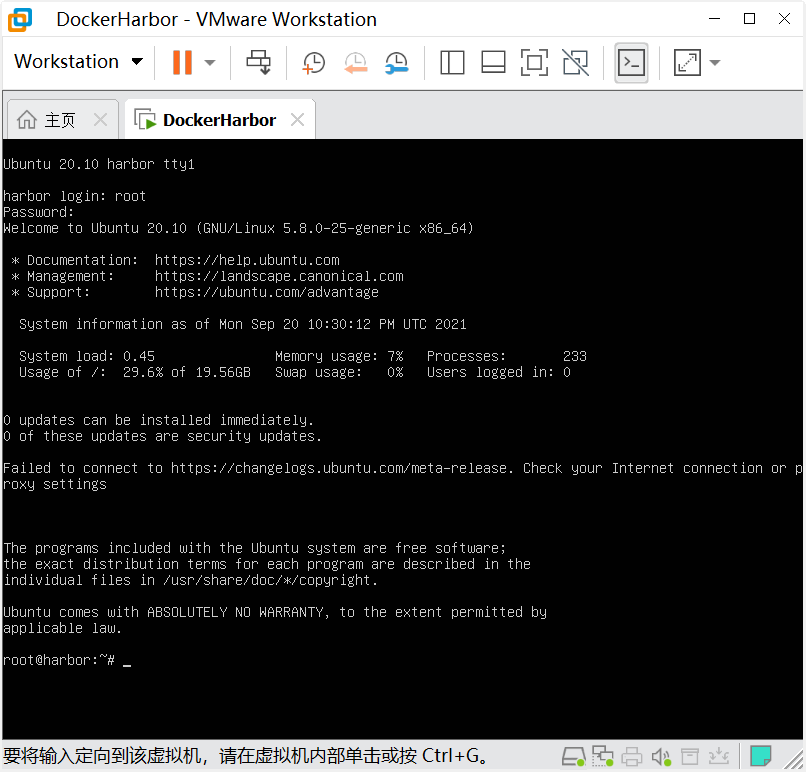 DockerHarbor - VMware Workstation
Workstation
主页 DockerHarbor
Ubuntu 20.10 harbor tty1
harbor login: root
Password:
Welcome to Ubuntu 20.10 (GNU/Linux 5.8.0-25-generic x86_64)
* Documentation: https://help.ubuntu.com
* Management: https://landscape.canonical.com
* Support: https://ubuntu.com/advantage
System information as of Mon Sep 20 10:30:12 PM UTC 2021
System load: 0.45 Memory usage: 7% Processes: 233
Usage of /: 29.6% of 19.56GB Swap usage: 0% Users logged in: 0
0 updates can be installed immediately.
0 of these updates are security updates.
Failed to connect to https://changelogs.ubuntu.com/meta-release. Check your Internet connection or p
roxy settings
The programs included with the Ubuntu system are free software;
the exact distribution terms for each program are described in the
individual files in /usr/share/doc/*/copyright.
Ubuntu comes with ABSOLUTELY NO WARRANTY, to the extent permitted by
applicable law.
root@harbor:~# _
要将输入定向到该虚拟机，请在虚拟机内部单击或按 Ctrl+G。